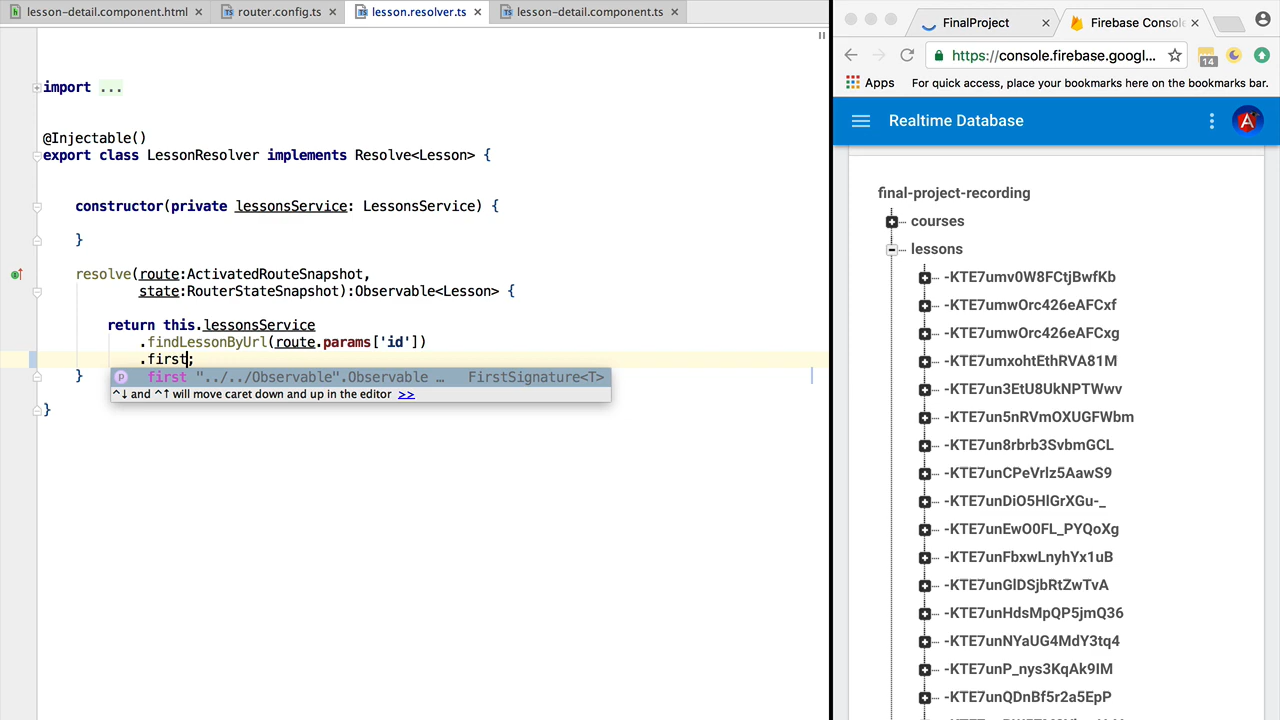 lesson-detail.component.html
router.config.ts
lesson.resolver.ts
lesson-detail.component.ts
import ...
@Injectable()
export class LessonResolver implements Resolve<Lesson> {
constructor(private lessonsService: LessonsService) {
}
resolve(route:ActivatedRouteSnapshot,
state:RouterStateSnapshot):Observable<Lesson> {
return this.lessonsService
.findLessonByUrl(route.params['id'])
.first;
}
first "../../Observable".Observable … FirstSignature<T>
^↓ and ^↑ will move caret down and up in the editor >>
}
FinalProject
Firebase Consol
https://console.firebase.googl...
14
Apps
For quick access, place your bookmarks here on the bookmarks bar.
Realtime Database
A
final-project-recording
courses
lessons
-KTE7umv0W8FCtjBwfKb
-KTE7umwOrc426eAFCxf
-KTE7umwOrc426eAFCxg
-KTE7umxohtEthRVA81M
-KTE7un3EtU8UkNPTWwv
-KTE7un5nRVmOXUGFWbm
-KTE7un8rbrb3SvbmGCL
-KTE7unCPeVrlz5AawS9
-KTE7unDiO5HlGrXGu-_
-KTE7unEwO0FL_PYQoXg
-KTE7unFbxwLnyhYx1uB
-KTE7unGlDSjbRtZwTvA
-KTE7unHdsMpQP5jmQ36
-KTE7unNYaUG4MdY3tq4
-KTE7unP_nys3KqAk9IM
-KTE7unQDnBf5r2a5EpP